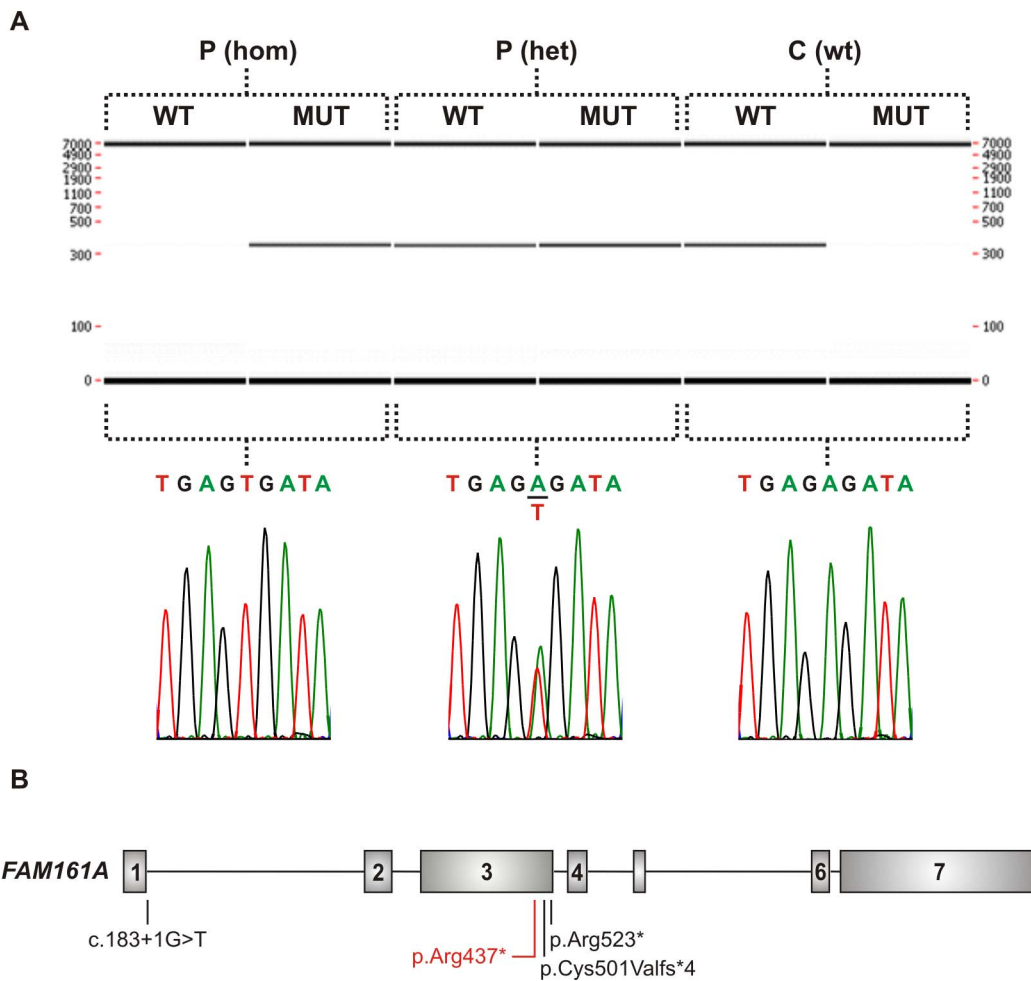 A
P (hom) P (het) C (wt)
WT MUT WT MUT WT MUT
7000 7000
4900 4900
2900 2900
1900 1900
1100 1100
700 700
500 500
300 300
100 100
0 0
T G A G T G A T A T G A G A G A T A T G A G A G A T A
T
B
FAM161A 1 2 3 4 6 7
c.183+1G>T p.Arg523*
p.Arg437*
p.Cys501Valfs*4